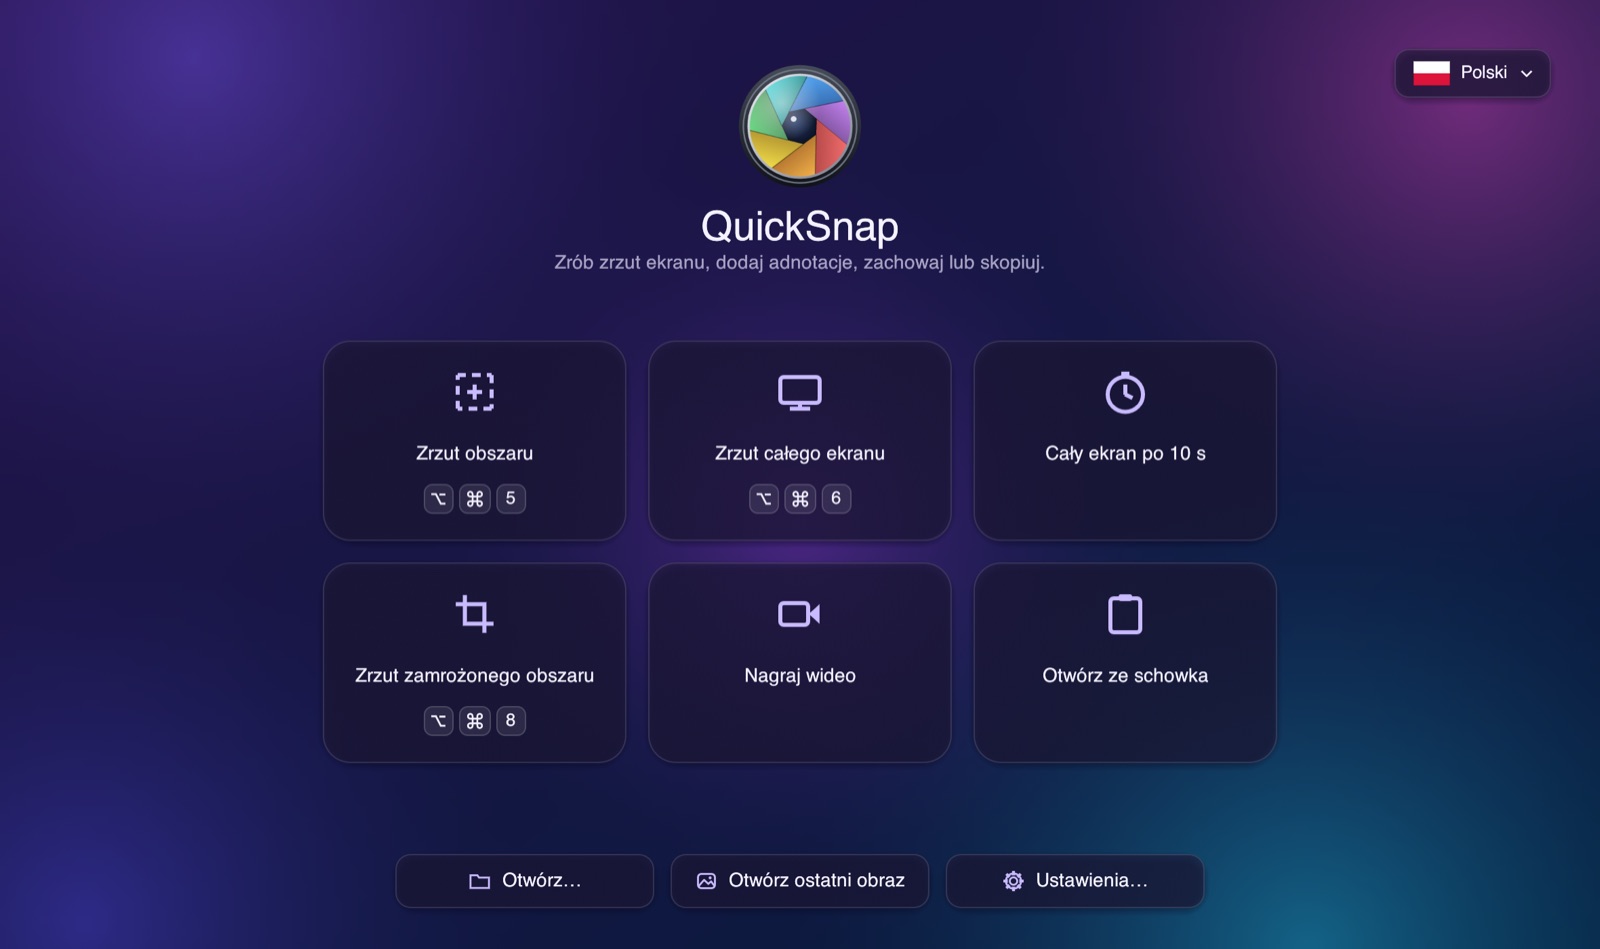 Polski
QuickSnap
Zrób zrzut ekranu, dodaj adnotacje, zachowaj lub skopiuj.
Zrzut obszaru
⌥ ⌘ 5
Zrzut całego ekranu
⌥ ⌘ 6
Cały ekran po 10 s
Zrzut zamrożonego obszaru
⌥ ⌘ 8
Nagraj wideo
Otwórz ze schowka
Otwórz…
Otwórz ostatni obraz
Ustawienia…